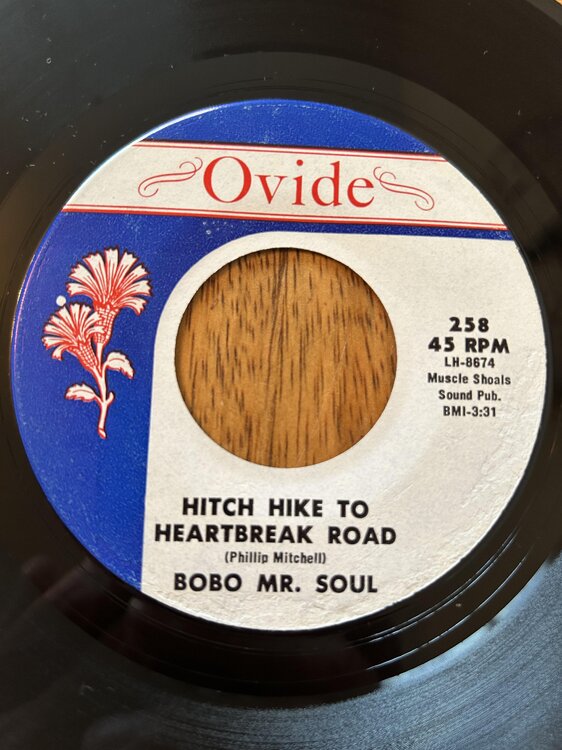 Ovide
258
45 RPM
LH-8674
Muscle Shoals
Sound Pub.
BMI-3:31
HITCH HIKE TO
HEARTBREAK ROAD
(Phillip Mitchell)
BOBO MR. SOUL